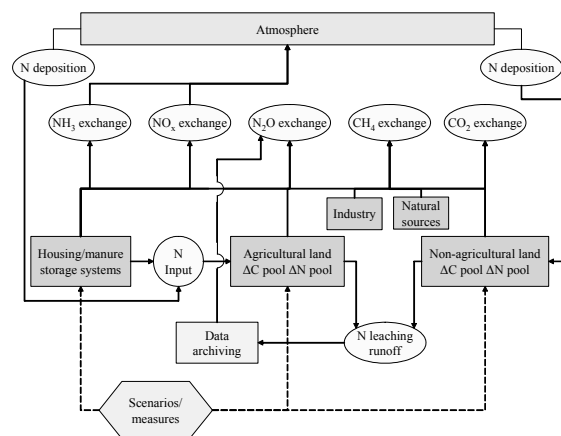 Atmosphere
N deposition
N deposition
NH₃ exchange
NOₓ exchange
N₂O exchange
CH₄ exchange
CO₂ exchange
Industry
Natural
sources
Housing/manure
storage systems
N
Input
Agricultural land
ΔC pool ΔN pool
Non-agricultural land
ΔC pool ΔN pool
Data
archiving
N leaching
runoff
Scenarios/
measures